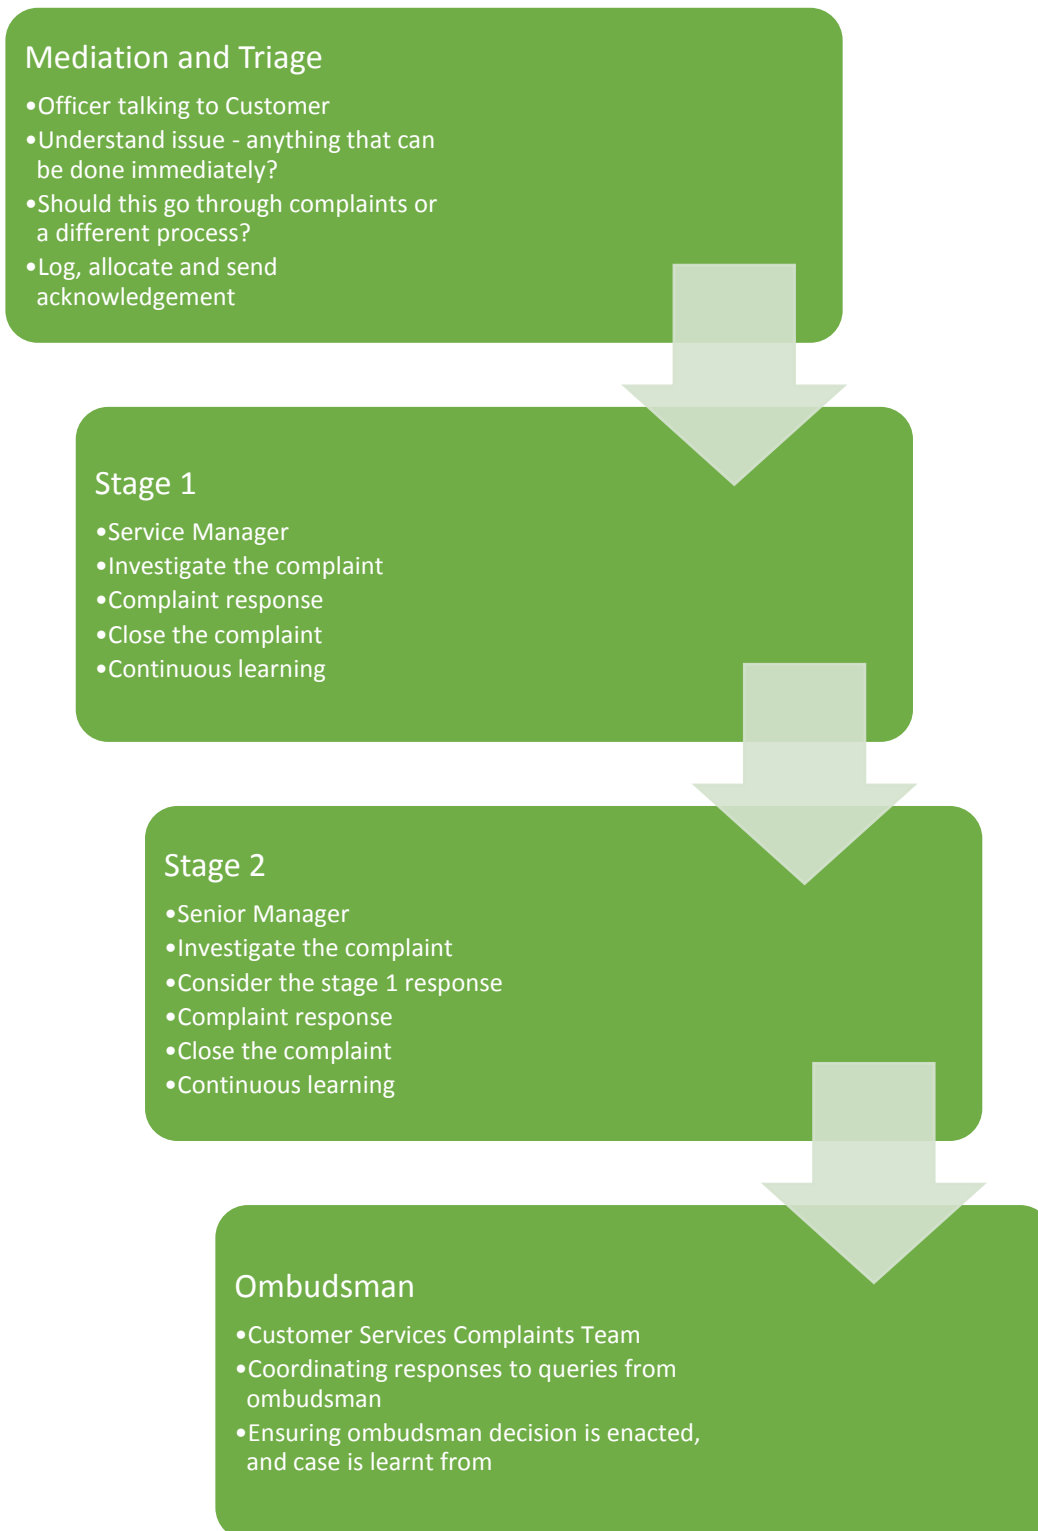 Mediation and Triage
•Officer talking to Customer
•Understand issue - anything that can
be done immediately?
•Should this go through complaints or
a different process?
•Log, allocate and send
acknowledgement
Stage 1
•Service Manager
•Investigate the complaint
•Complaint response
•Close the complaint
•Continuous learning
Stage 2
•Senior Manager
•Investigate the complaint
•Consider the stage 1 response
•Complaint response
•Close the complaint
•Continuous learning
Ombudsman
•Customer Services Complaints Team
•Coordinating responses to queries from
ombudsman
•Ensuring ombudsman decision is enacted,
and case is learnt from